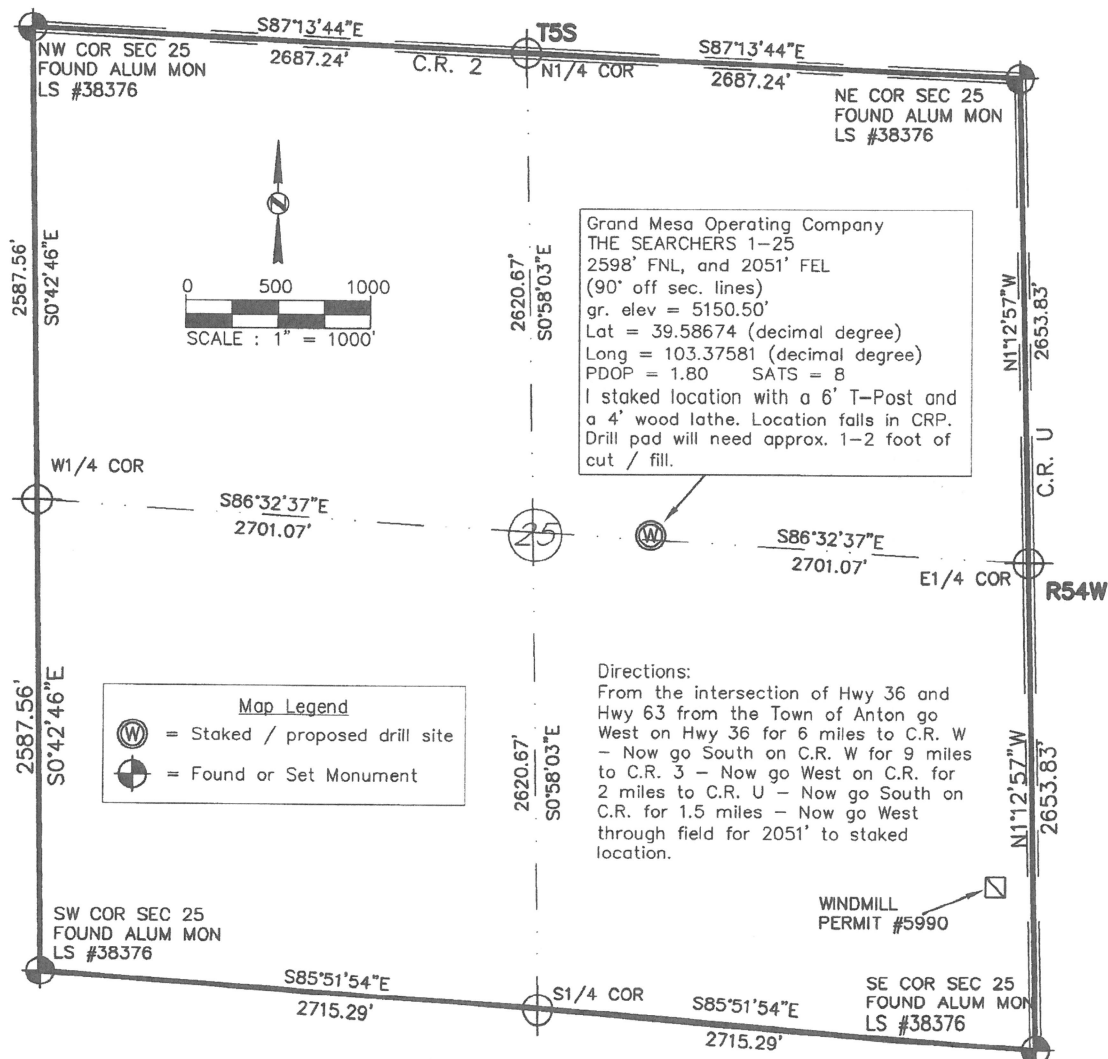 S87°13'44"E
2687.24'
T5S
S87°13'44"E
2687.24'
C.R. 2
N1/4 COR
NW COR SEC 25
FOUND ALUM MON
LS #38376
NE COR SEC 25
FOUND ALUM MON
LS #38376
2587.56'
S0°42'46"E
0 500 1000
SCALE : 1" = 1000'
2620.67'
S0°58'03"E
Grand Mesa Operating Company
THE SEARCHERS 1-25
2598' FNL, and 2051' FEL
(90° off sec. lines)
gr. elev = 5150.50'
Lat = 39.58674 (decimal degree)
Long = 103.37581 (decimal degree)
PDOP = 1.80 SATS = 8
I staked location with a 6' T-Post and
a 4' wood lathe. Location falls in CRP.
Drill pad will need approx. 1-2 foot of
cut / fill.
N1°12'57"W
2653.83'
C.R. U
W1/4 COR
S86°32'37"E
2701.07'
25
W
S86°32'37"E
2701.07'
E1/4 COR
R54W
2587.56'
S0°42'46"E
Map Legend
W = Staked / proposed drill site
= Found or Set Monument
2620.67'
S0°58'03"E
Directions:
From the intersection of Hwy 36 and
Hwy 63 from the Town of Anton go
West on Hwy 36 for 6 miles to C.R. W
- Now go South on C.R. W for 9 miles
to C.R. 3 - Now go West on C.R. for
2 miles to C.R. U - Now go South on
C.R. for 1.5 miles - Now go West
through field for 2051' to staked
location.
N1°12'57"W
2653.83'
WINDMILL
PERMIT #5990
SW COR SEC 25
FOUND ALUM MON
LS #38376
S85°51'54"E
2715.29'
S1/4 COR
S85°51'54"E
2715.29'
SE COR SEC 25
FOUND ALUM MON
LS #38376